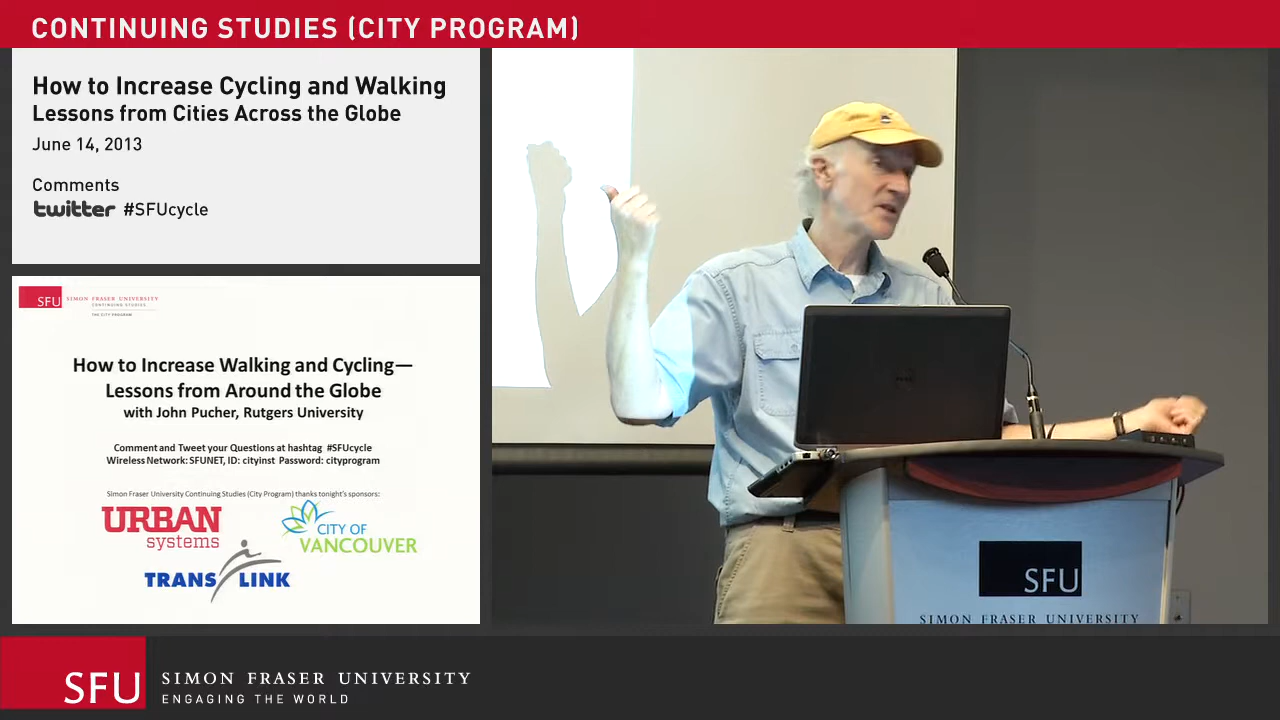 CONTINUING STUDIES (CITY PROGRAM)
How to Increase Cycling and Walking
Lessons from Cities Across the Globe
June 14, 2013
Comments
twitter #SFUcycle
SFU SIMON FRASER UNIVERSITY
CONTINUING STUDIES
THE CITY PROGRAM
How to Increase Walking and Cycling—
Lessons from Around the Globe
with John Pucher, Rutgers University
Comment and Tweet your Questions at hashtag #SFUcycle
Wireless Network: SFUNET, ID: cityinst Password: cityprogram
Simon Fraser University Continuing Studies (City Program) thanks tonight's sponsors:
URBAN
systems
CITY OF
VANCOUVER
TRANS LINK
SFU
SIMON FRASER UNIVERSITY
SFU SIMON FRASER UNIVERSITY
ENGAGING THE WORLD